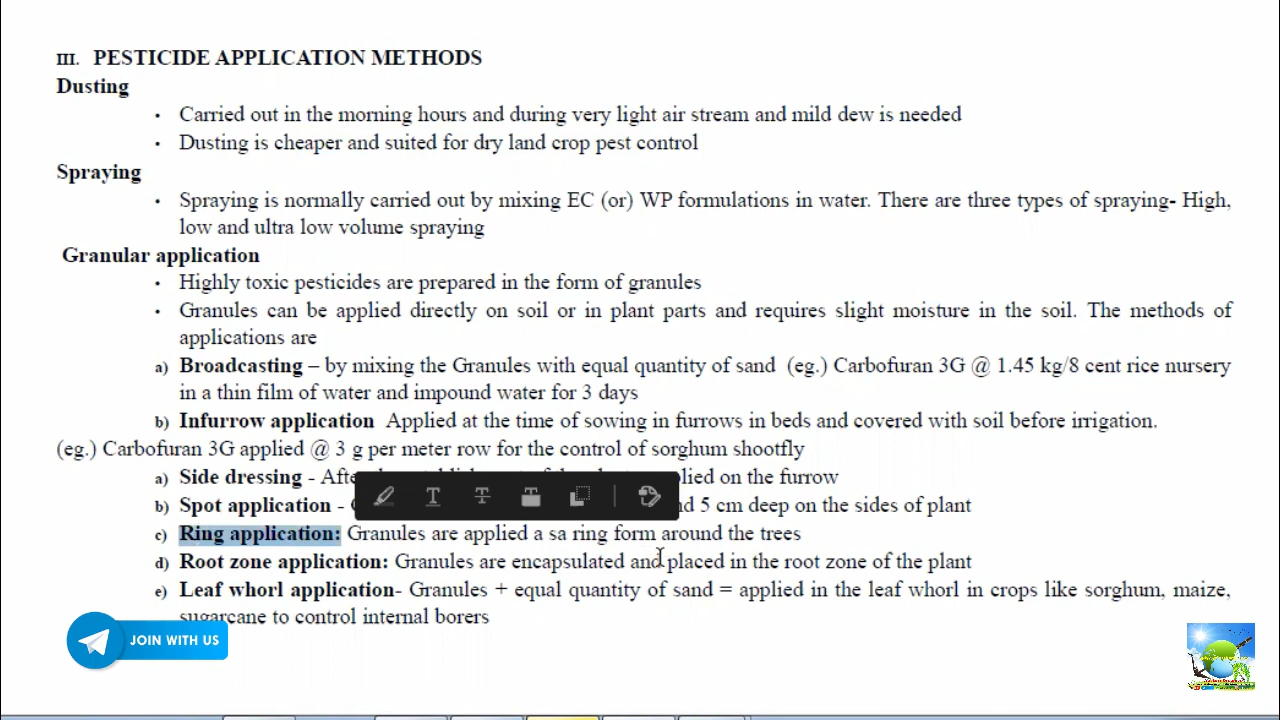 III. PESTICIDE APPLICATION METHODS
Dusting
• Carried out in the morning hours and during very light air stream and mild dew is needed
• Dusting is cheaper and suited for dry land crop pest control
Spraying
• Spraying is normally carried out by mixing EC (or) WP formulations in water. There are three types of spraying- High,
low and ultra low volume spraying
Granular application
• Highly toxic pesticides are prepared in the form of granules
• Granules can be applied directly on soil or in plant parts and requires slight moisture in the soil. The methods of
applications are
a) Broadcasting – by mixing the Granules with equal quantity of sand (eg.) Carbofuran 3G @ 1.45 kg/8 cent rice nursery
in a thin film of water and impound water for 3 days
b) Infurrow application Applied at the time of sowing in furrows in beds and covered with soil before irrigation.
(eg.) Carbofuran 3G applied @ 3 g per meter row for the control of sorghum shootfly
a) Side dressing - After on the furrow
b) Spot application - 5 cm deep on the sides of plant
c) Ring application: Granules are applied a sa ring form around the trees
d) Root zone application: Granules are encapsulated and placed in the root zone of the plant
e) Leaf whorl application- Granules + equal quantity of sand = applied in the leaf whorl in crops like sorghum, maize,
sugarcane to control internal borers
JOIN WITH US